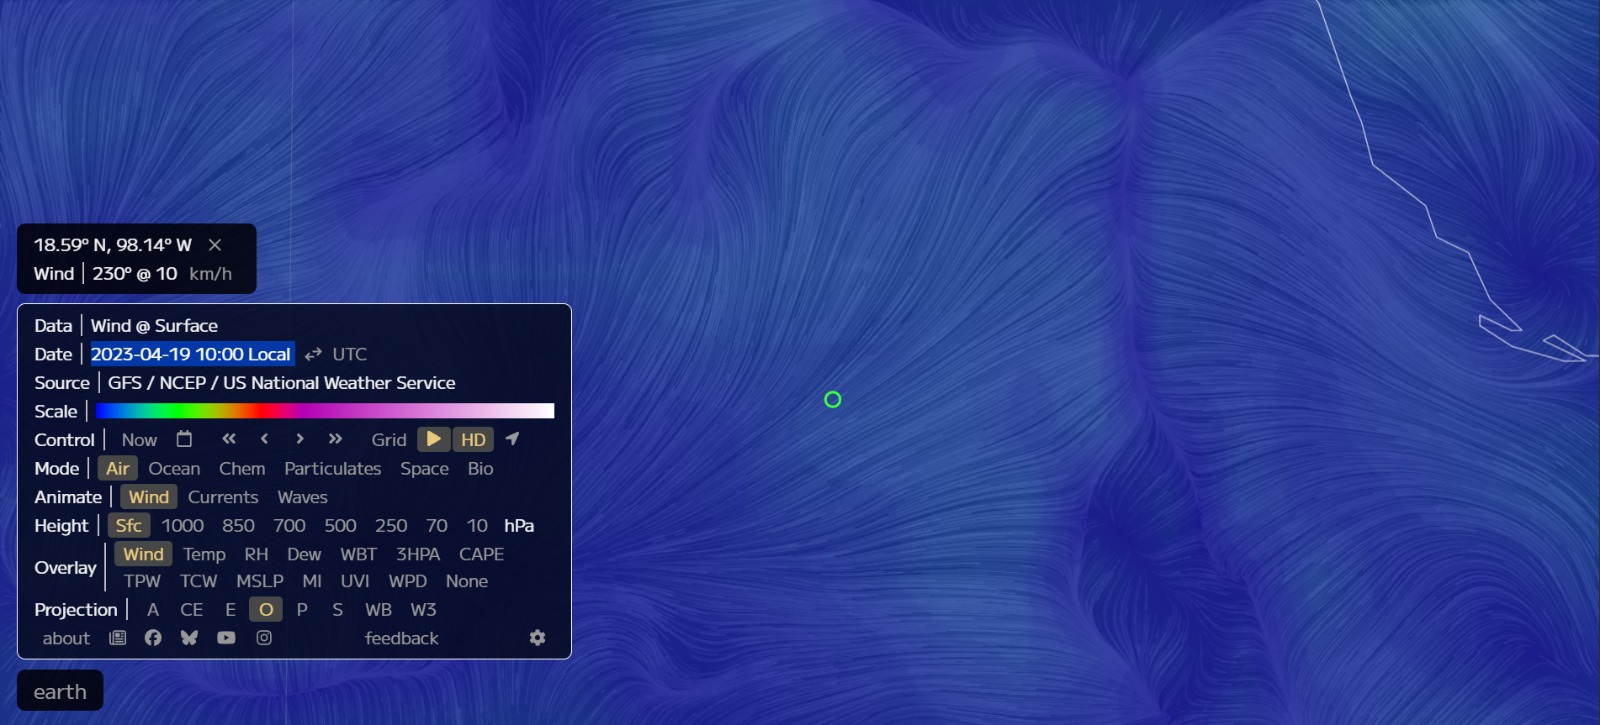 18.59° N, 98.14° W ×
Wind | 230° @ 10 km/h
Data | Wind @ Surface
Date | 2023-04-19 10:00 Local ⇄ UTC
Source | GFS / NCEP / US National Weather Service
Scale |
Control | Now « ‹ › » Grid HD
Mode | Air Ocean Chem Particulates Space Bio
Animate | Wind Currents Waves
Height | Sfc 1000 850 700 500 250 70 10 hPa
Overlay | Wind Temp RH Dew WBT 3HPA CAPE
TPW TCW MSLP MI UVI WPD None
Projection | A CE E O P S WB W3
about feedback
earth